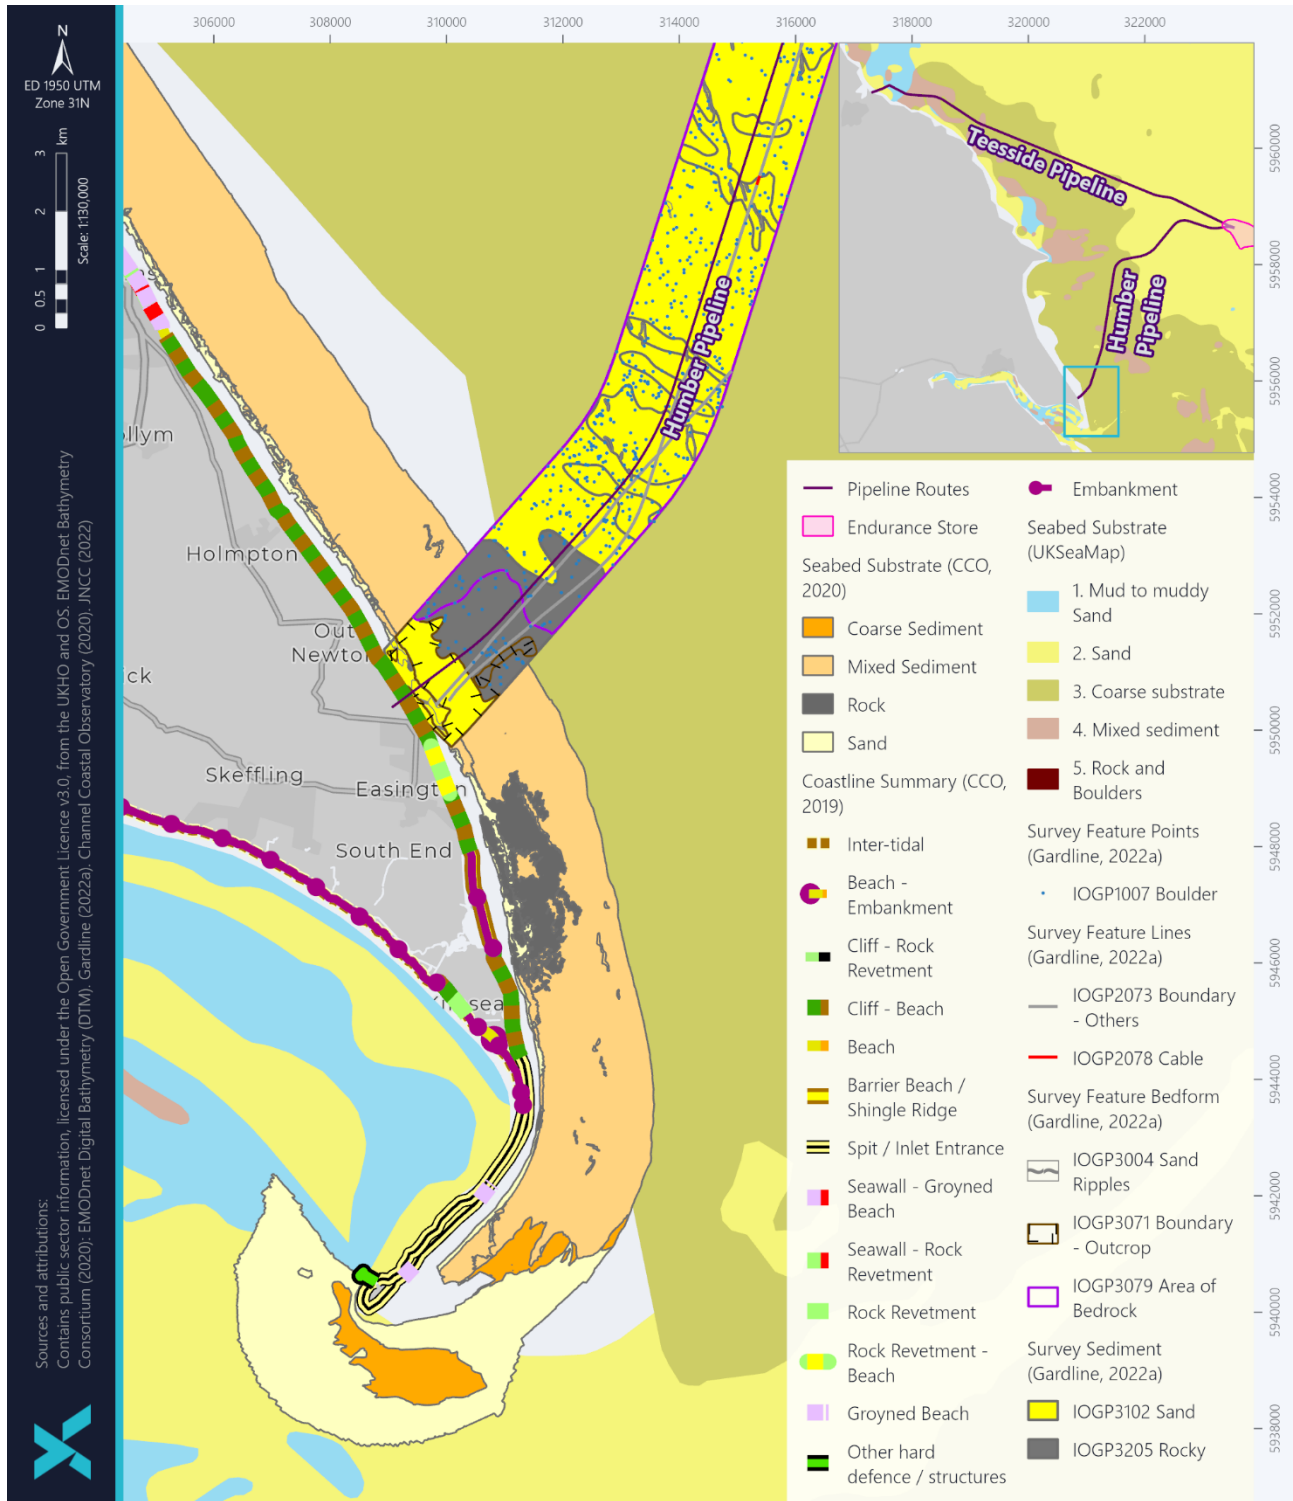 306000
308000
310000
312000
314000
316000
318000
320000
322000
N
ED 1950 UTM
Zone 31N
0 0.5 1 2 3 km
Scale: 1:130,000
Sources and attributions:
Contains public sector information, licensed under the Open Government Licence v3.0, from the UKHO and OS. EMODnet Bathymetry
Consortium (2020): EMODnet Digital Bathymetry (DTM). Gardline (2022a). Channel Coastal Observatory (2020). JNCC (2022)
ollym
Holmpton
Out
Newton
ick
Skeffling
Easington
South End
Humber Pipeline
Teesside Pipeline
Humber
Pipeline
5960000
5958000
5956000
5954000
5952000
5950000
5948000
5946000
5944000
5942000
5940000
5938000
Pipeline Routes
Endurance Store
Seabed Substrate (CCO,
2020)
Coarse Sediment
Mixed Sediment
Rock
Sand
Coastline Summary (CCO,
2019)
Inter-tidal
Beach -
Embankment
Cliff - Rock
Revetment
Cliff - Beach
Beach
Barrier Beach /
Shingle Ridge
Spit / Inlet Entrance
Seawall - Groyned
Beach
Seawall - Rock
Revetment
Rock Revetment
Rock Revetment -
Beach
Groyned Beach
Other hard
defence / structures
Embankment
Seabed Substrate
(UKSeaMap)
1. Mud to muddy
Sand
2. Sand
3. Coarse substrate
4. Mixed sediment
5. Rock and
Boulders
Survey Feature Points
(Gardline, 2022a)
IOGP1007 Boulder
Survey Feature Lines
(Gardline, 2022a)
IOGP2073 Boundary
- Others
IOGP2078 Cable
Survey Feature Bedform
(Gardline, 2022a)
IOGP3004 Sand
Ripples
IOGP3071 Boundary
- Outcrop
IOGP3079 Area of
Bedrock
Survey Sediment
(Gardline, 2022a)
IOGP3102 Sand
IOGP3205 Rocky